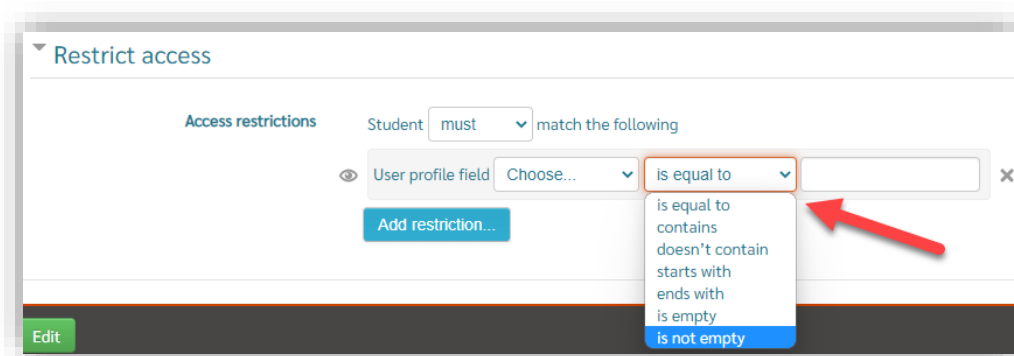 Restrict access
Access restrictions Student must match the following
User profile field Choose... is equal to
is equal to
contains
Add restriction...
doesn't contain
starts with
ends with
is empty
Edit
is not empty